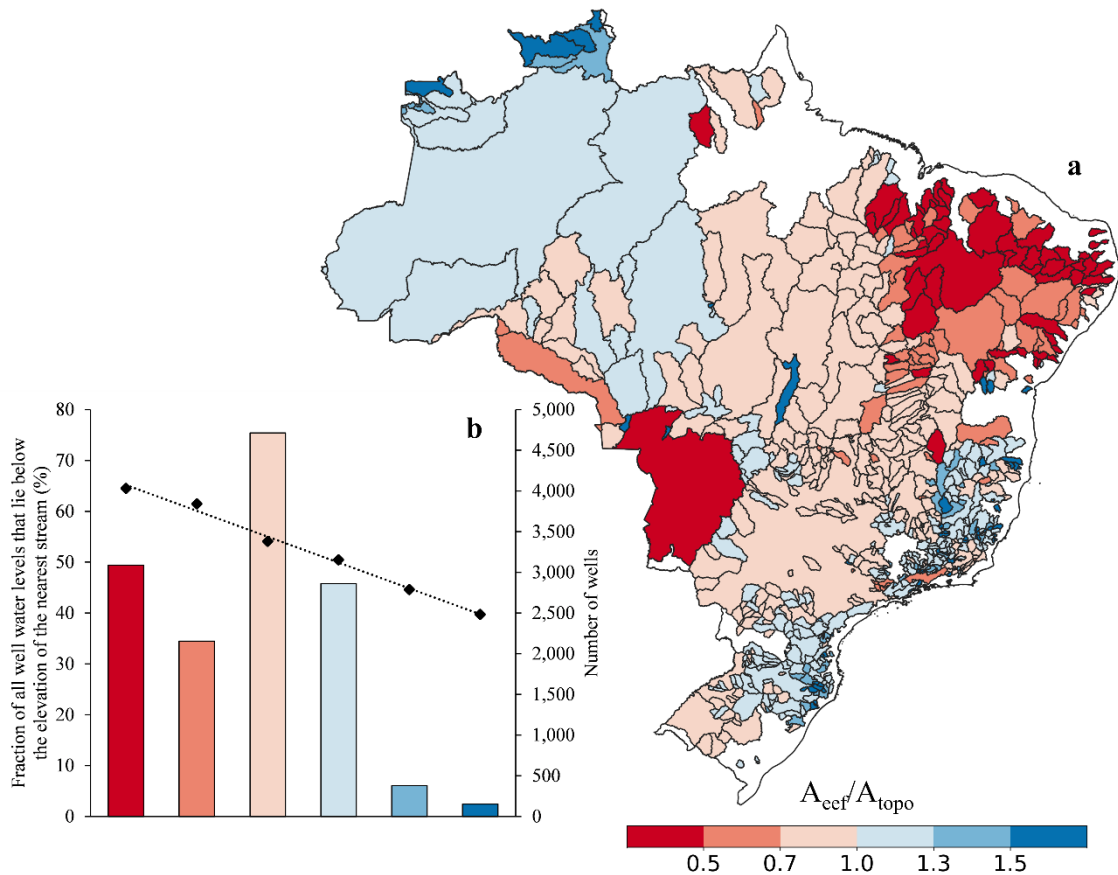 a
b
80
70
60
50
40
30
20
10
0
Fraction of all well water levels that lie below
the elevation of the nearest stream (%)
5,000
4,500
4,000
3,500
3,000
2,500
2,000
1,500
1,000
500
0
Number of wells
Aeef/Atopo
0.5 0.7 1.0 1.3 1.5